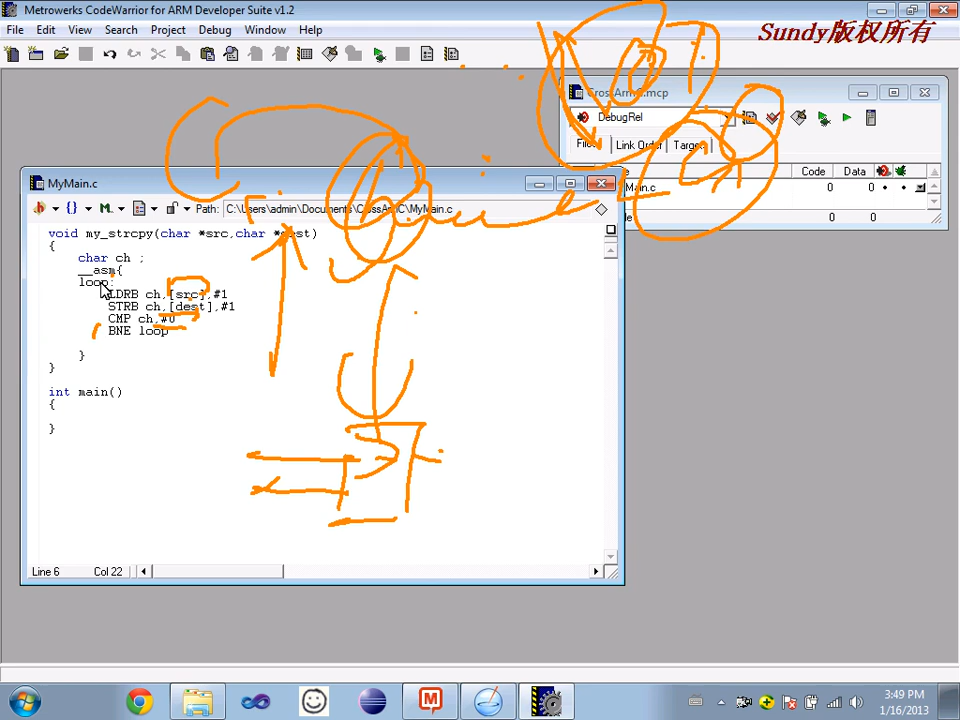 Metrowerks CodeWarrior for ARM Developer Suite v1.2
File Edit View Search Project Debug Window Help
Sundy版权所有
DebugRel
Link Order
Code Data
0 0
0 0
MyMain.c
Path: C:\Users\admin\Documents\CrossArmC\MyMain.c
void my_strcpy(char *src,char *dest)
{
char ch ;
__asm{
loop:
LDRB ch,[src],#1
STRB ch,[dest],#1
CMP ch,#0
BNE loop
}
}
int main()
{
}
Line 6 Col 22
3:49 PM
1/16/2013